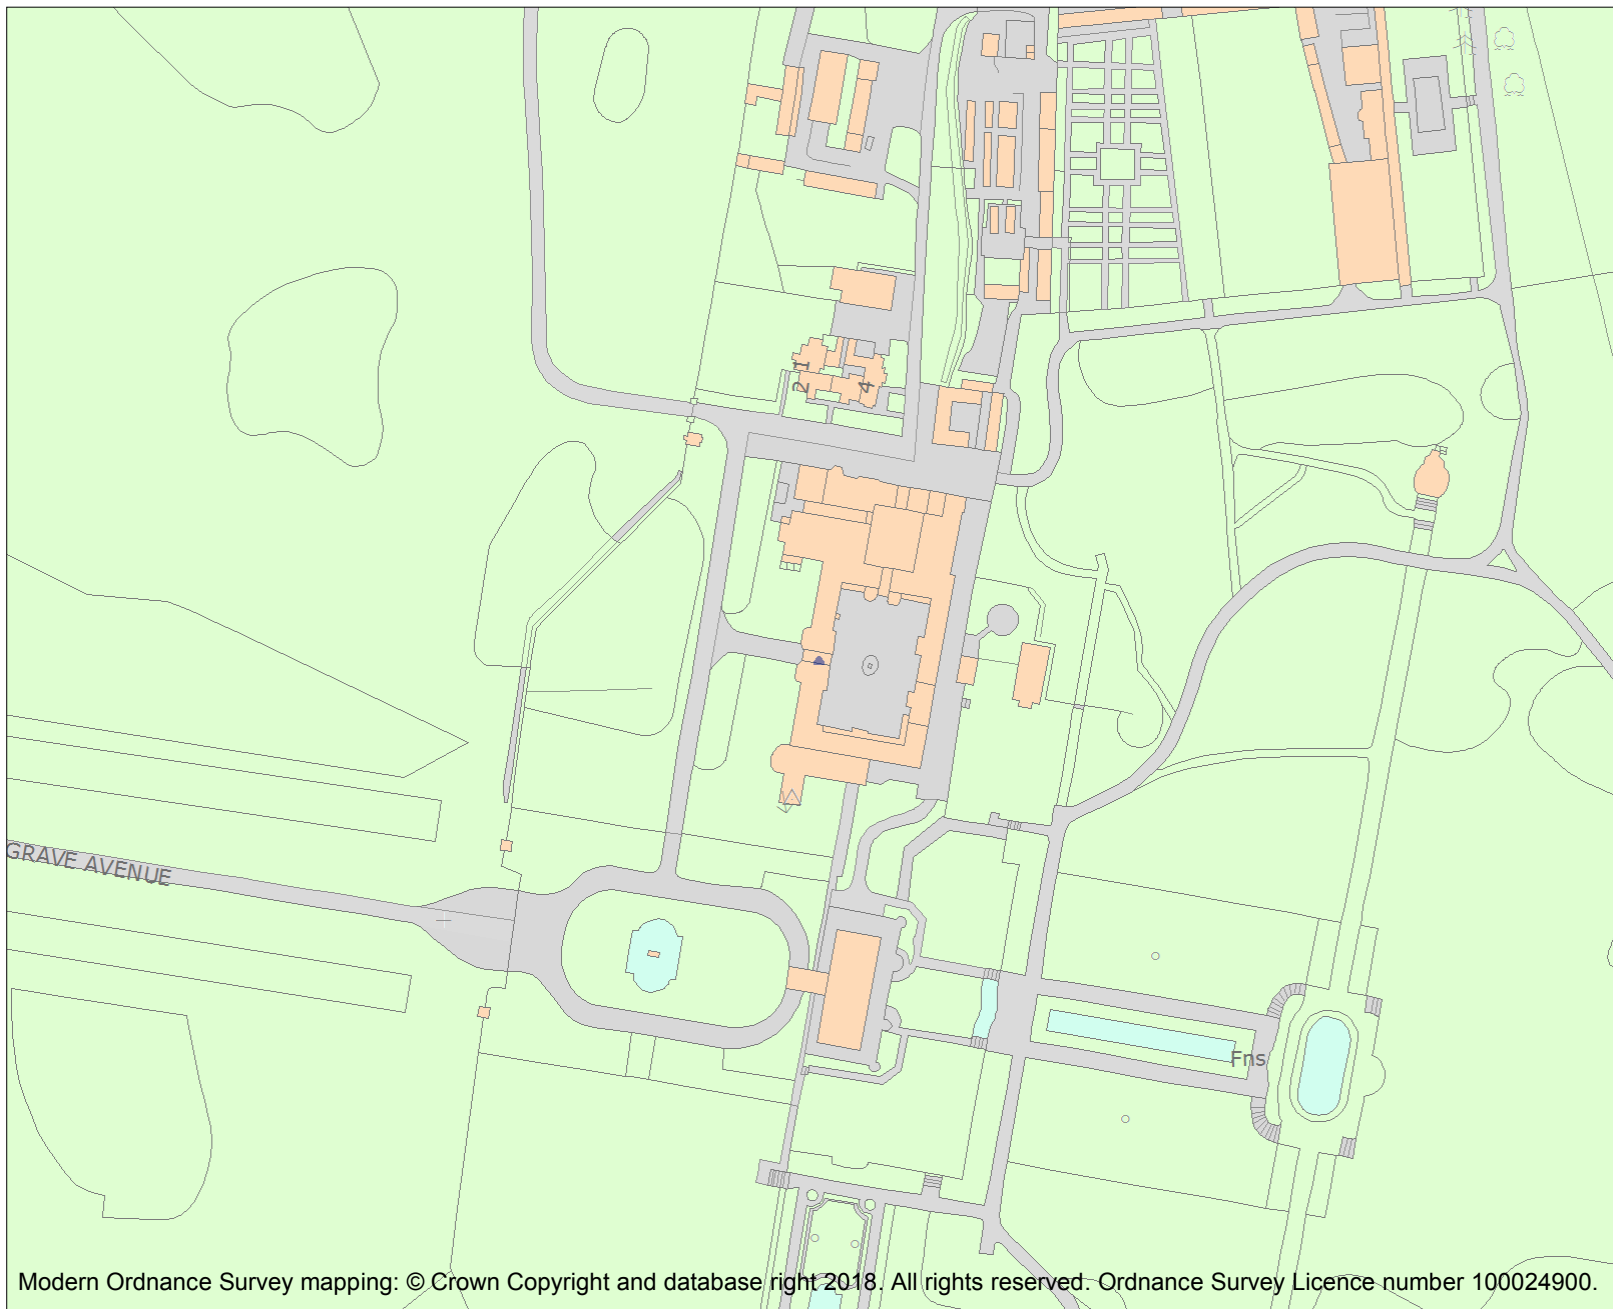 1
2
4
GRAVE AVENUE
Fns
Modern Ordnance Survey mapping: © Crown Copyright and database right 2018. All rights reserved. Ordnance Survey Licence number 100024900.